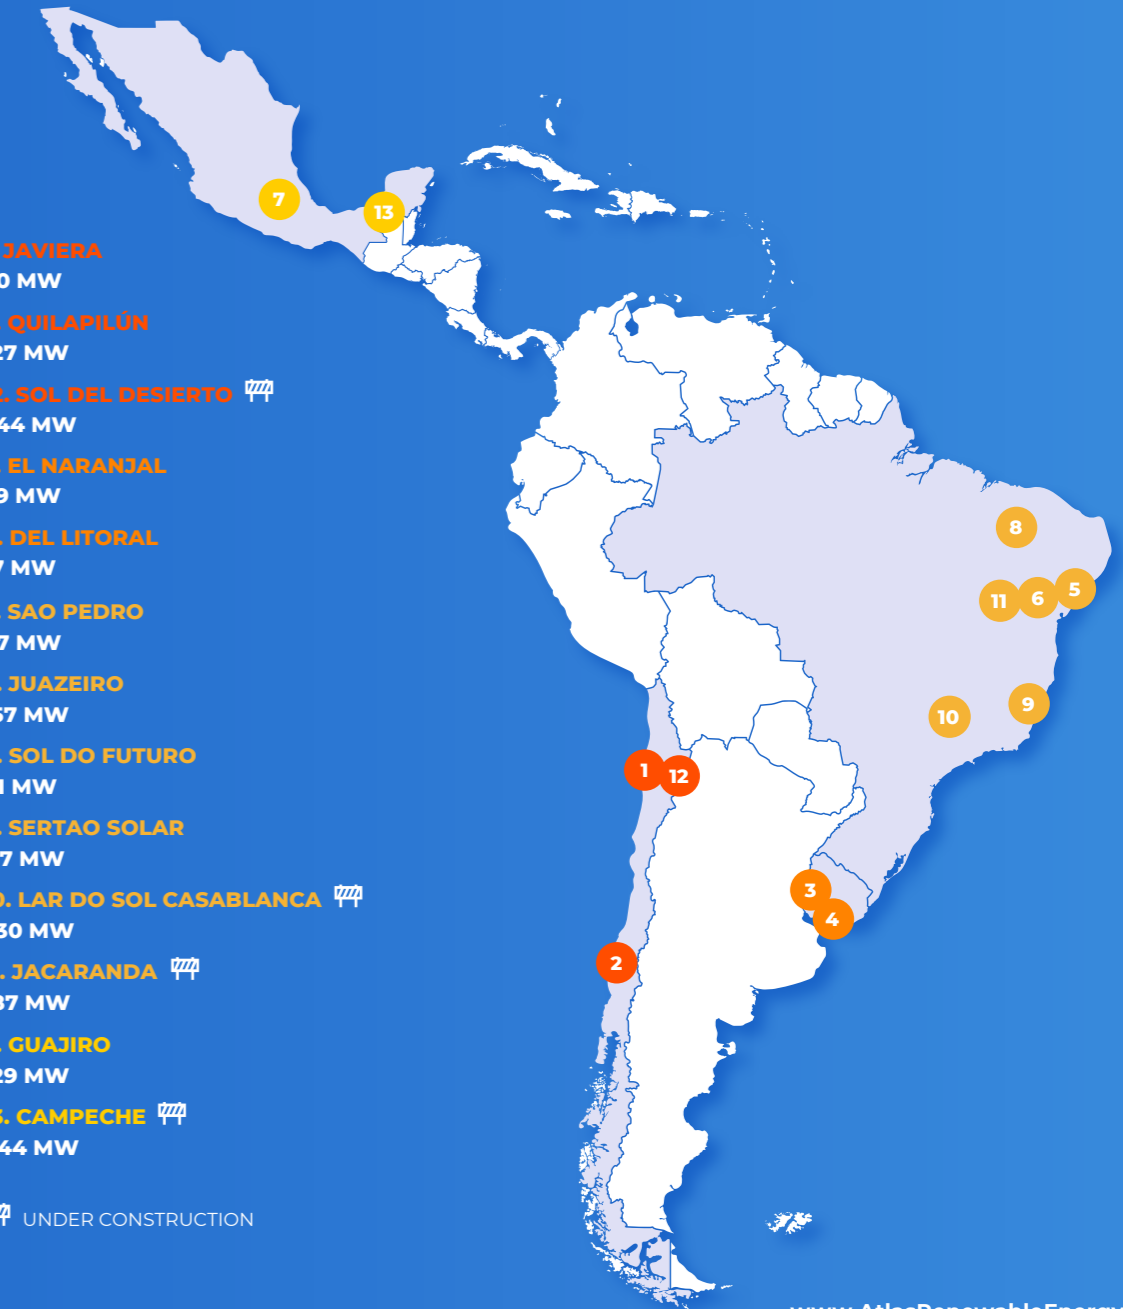 7
13
JAVIERA
0 MW
. QUILAPILÚN
27 MW
2. SOL DEL DESIERTO
44 MW
. EL NARANJAL
9 MW
. DEL LITORAL
7 MW
. SAO PEDRO
7 MW
. JUAZEIRO
57 MW
. SOL DO FUTURO
1 MW
. SERTAO SOLAR
7 MW
0. LAR DO SOL CASABLANCA
30 MW
. JACARANDA
87 MW
. GUAJIRO
29 MW
3. CAMPECHE
44 MW
UNDER CONSTRUCTION
8
11
6
5
10
9
1
12
3
4
2